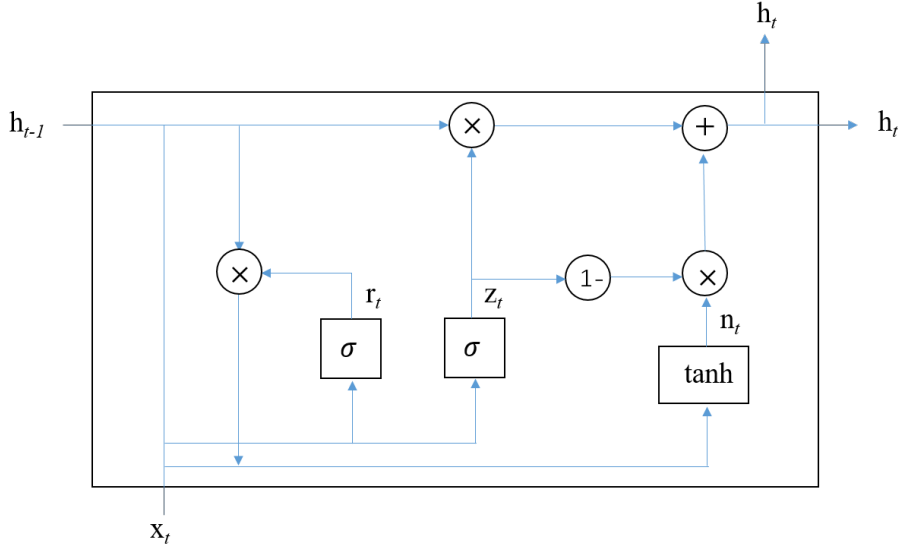 h_t
h_{t-1}
×
+
h_t
×
1-
×
r_t
z_t
n_t
σ
σ
tanh
x_t